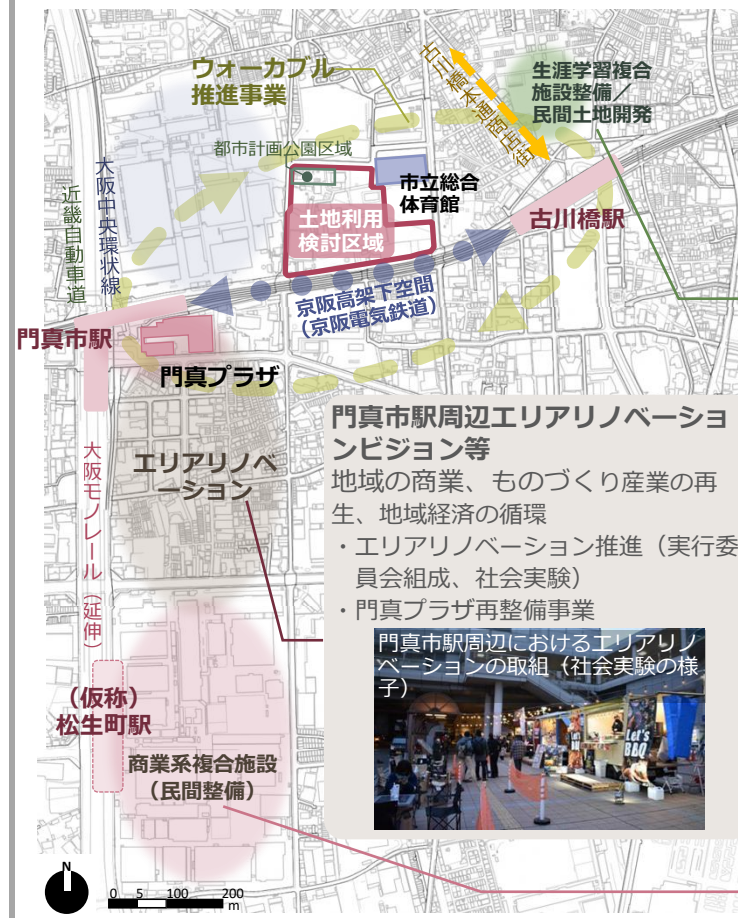 ウォーカブル
推進事業
古川橋本通商店街
生涯学習複合
施設整備／
民間土地開発
都市計画公園区域
市立総合
体育館
土地利用
検討区域
古川橋駅
大阪中央環状線
近畿自動車道
京阪高架下空間
（京阪電気鉄道）
門真市駅
門真プラザ
エリアリノベ
ーション
大阪モノレール（延伸）
（仮称）
松生町駅
商業系複合施設
（民間整備）
門真市駅周辺エリアリノベーショ
ンビジョン等
地域の商業、ものづくり産業の再
生、地域経済の循環
・エリアリノベーション推進（実行委
員会組成、社会実験）
・門真プラザ再整備事業
門真市駅周辺におけるエリアリノ
ベーションの取組（社会実験の様
子）
Let's
BBQ
Let's
BBQ
N
0 5 100 200
m